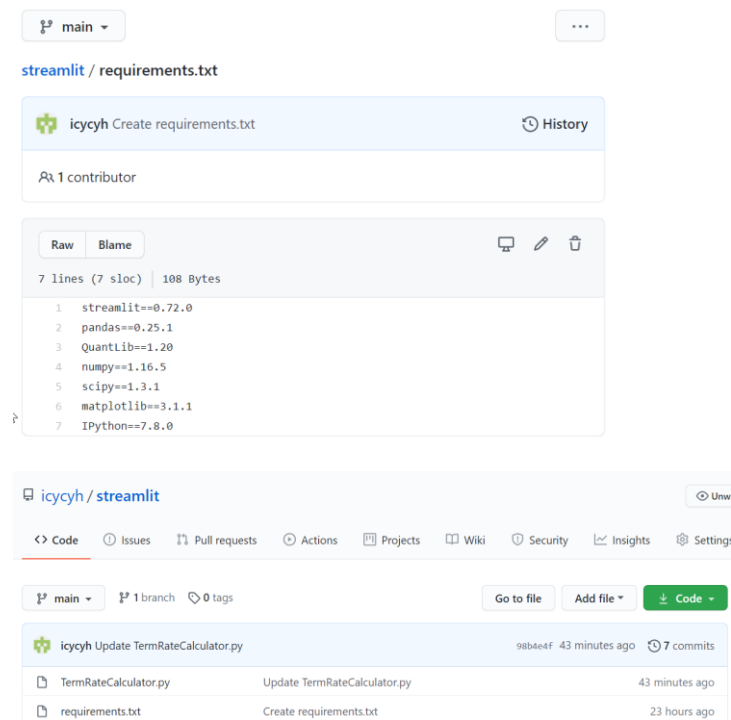 main
...
streamlit / requirements.txt
icycyh Create requirements.txt History
1 contributor
Raw Blame
7 lines (7 sloc) 108 Bytes
1 streamlit==0.72.0
2 pandas==0.25.1
3 QuantLib==1.20
4 numpy==1.16.5
5 scipy==1.3.1
6 matplotlib==3.1.1
7 IPython==7.8.0
icycyh / streamlit Unw
<> Code Issues Pull requests Actions Projects Wiki Security Insights Settings
main 1 branch 0 tags Go to file Add file Code
icycyh Update TermRateCalculator.py 98b4e4f 43 minutes ago 7 commits
TermRateCalculator.py Update TermRateCalculator.py 43 minutes ago
requirements.txt Create requirements.txt 23 hours ago